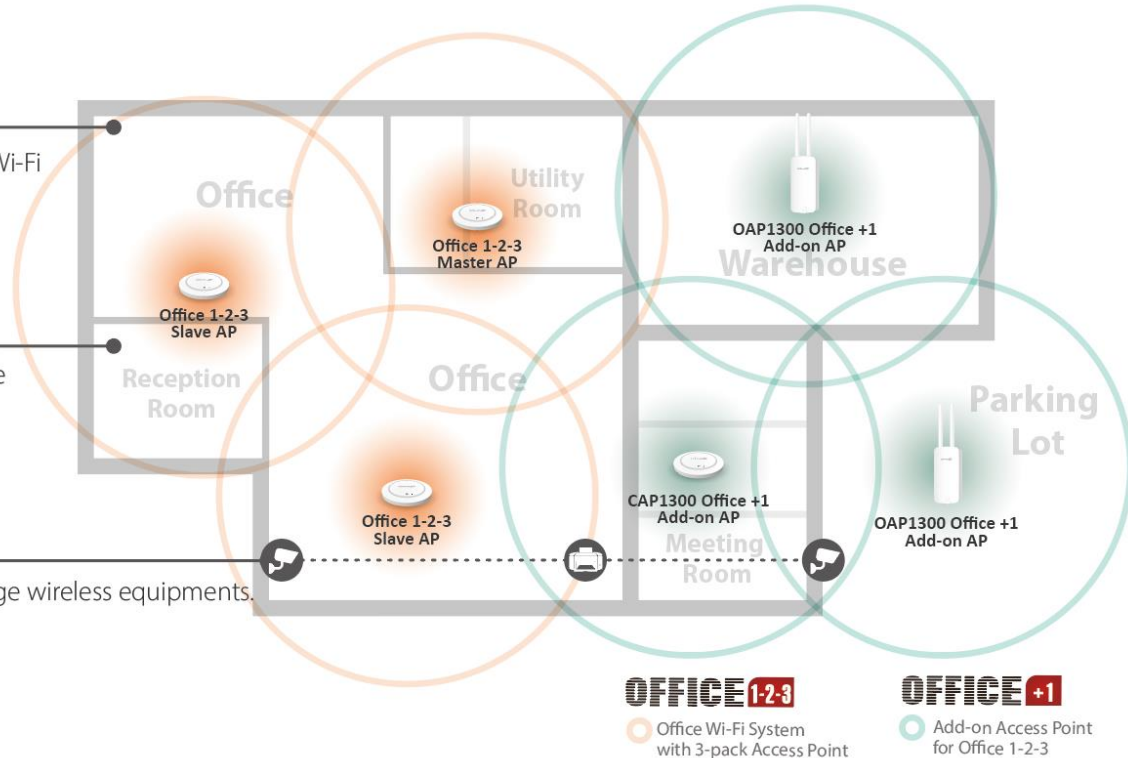 Wi-Fi
Office
Utility
Room
Office 1-2-3
Master AP
OAP1300 Office +1
Add-on AP
Warehouse
Office 1-2-3
Slave AP
Reception
Room
Office
Parking
Lot
Office 1-2-3
Slave AP
CAP1300 Office +1
Add-on AP
OAP1300 Office +1
Add-on AP
Meeting
Room
ge wireless equipments.
OFFICE 1-2-3
Office Wi-Fi System
with 3-pack Access Point
OFFICE +1
Add-on Access Point
for Office 1-2-3